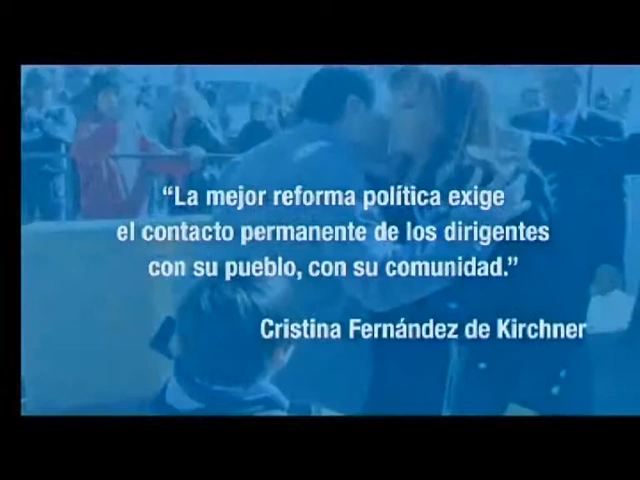 “La mejor reforma política exige
el contacto permanente de los dirigentes
con su pueblo, con su comunidad.”
Cristina Fernández de Kirchner